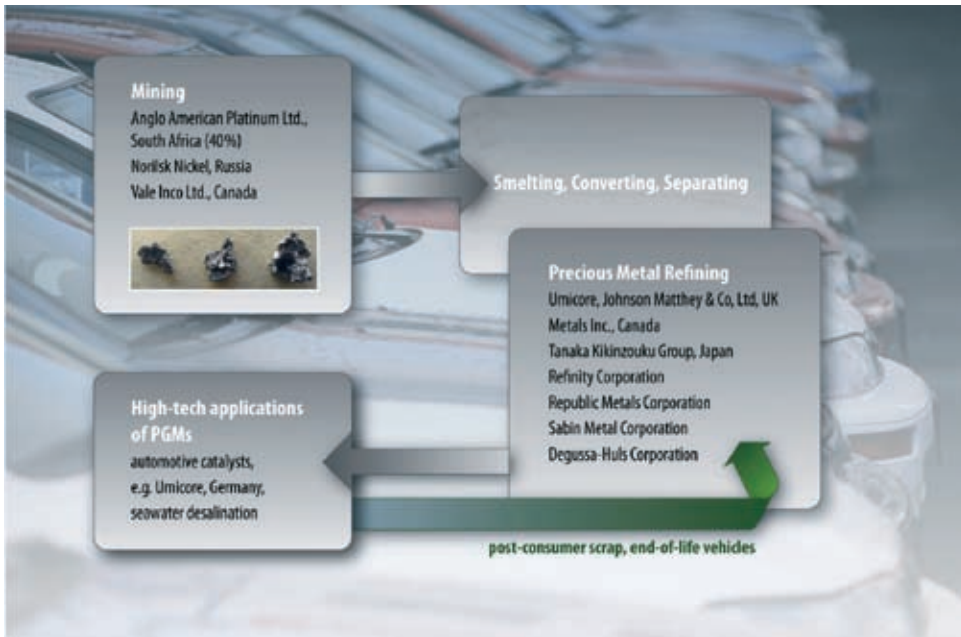 Mining
Anglo American Platinum Ltd.,
South Africa (40%)
Norilsk Nickel, Russia
Vale Inco Ltd., Canada
Smelting, Converting, Separating
Precious Metal Refining
Umicore, Johnson Matthey & Co, Ltd, UK
Metals Inc., Canada
Tanaka Kikinzouku Group, Japan
Refinity Corporation
Republic Metals Corporation
Sabin Metal Corporation
Degussa-Huls Corporation
High-tech applications
of PGMs
automotive catalysts,
e.g. Umicore, Germany,
seawater desalination
post-consumer scrap, end-of-life vehicles